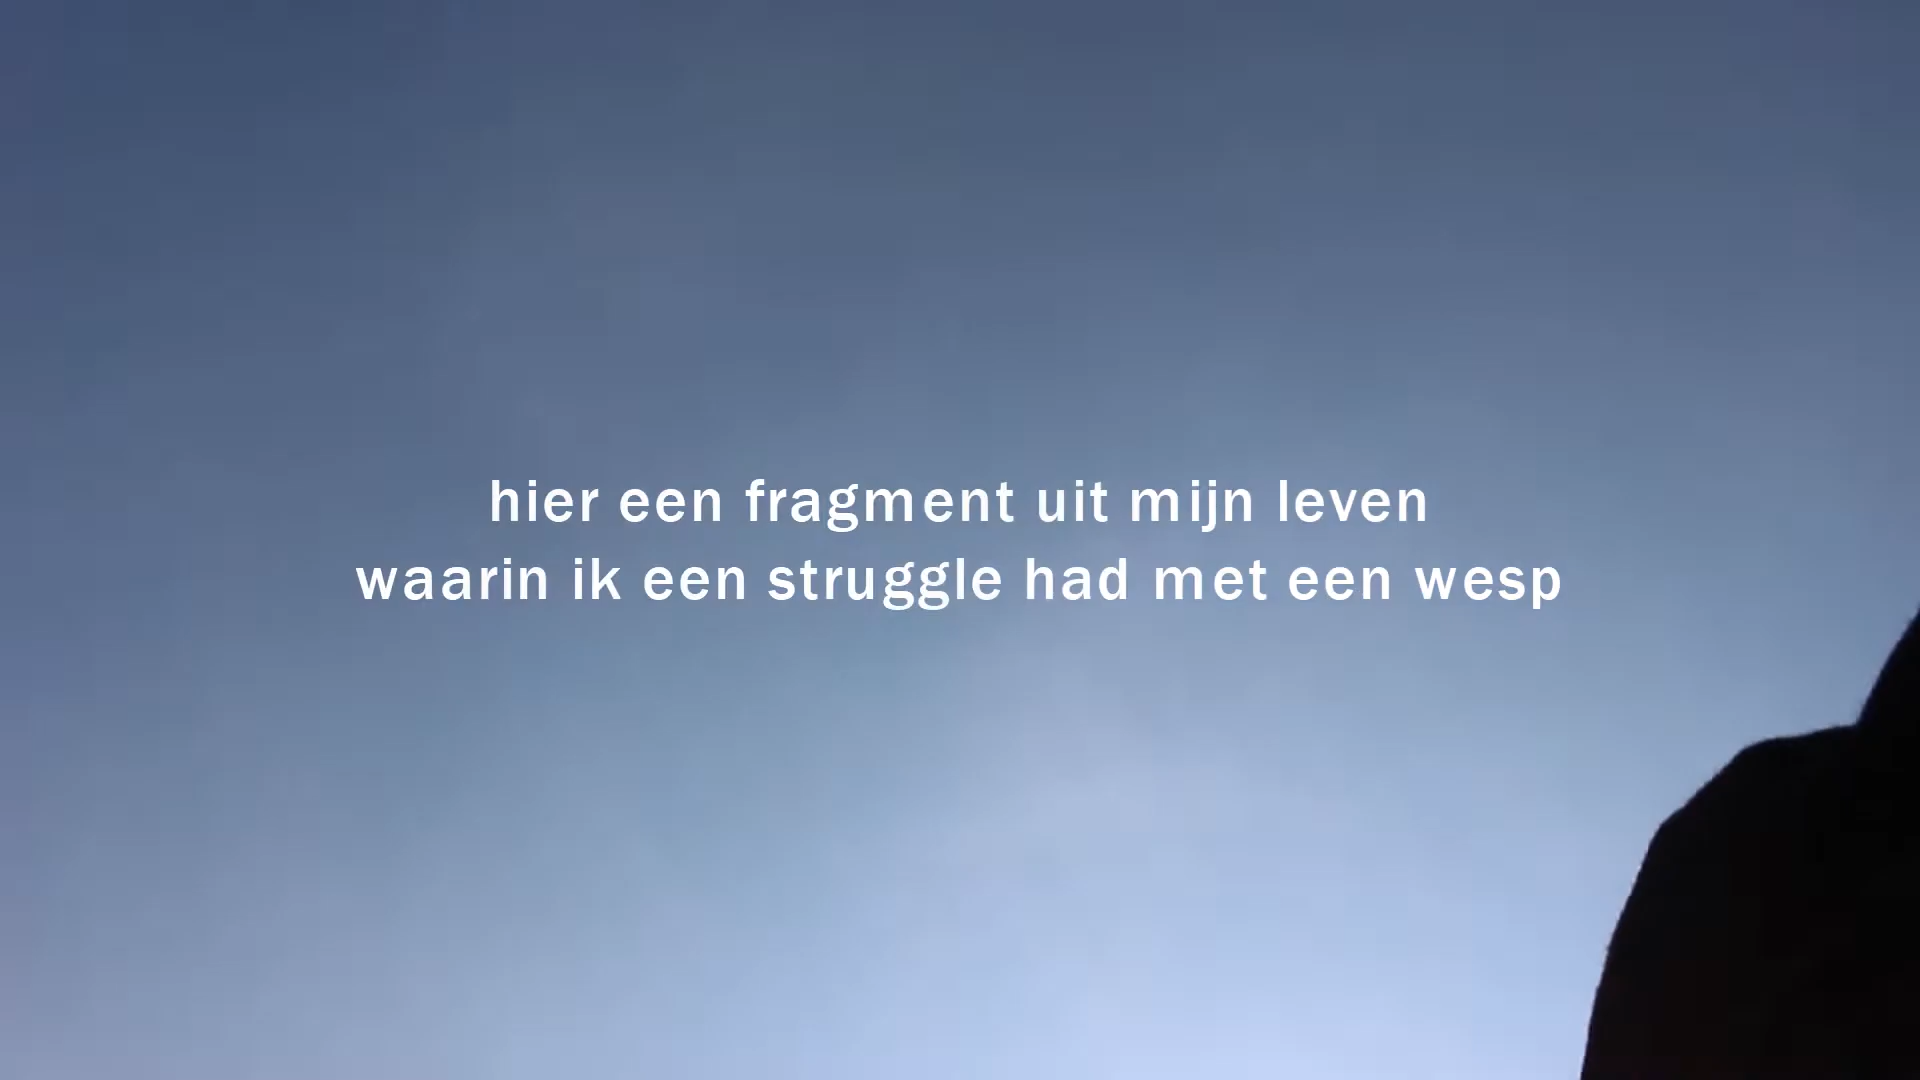 hier een fragment uit mijn leven
waarin ik een struggle had met een wesp